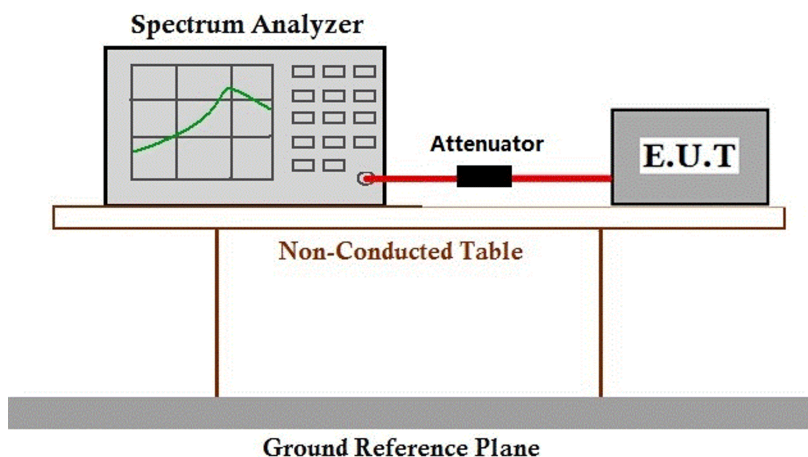 Spectrum Analyzer
Attenuator
E.U.T
Non-Conducted Table
Ground Reference Plane